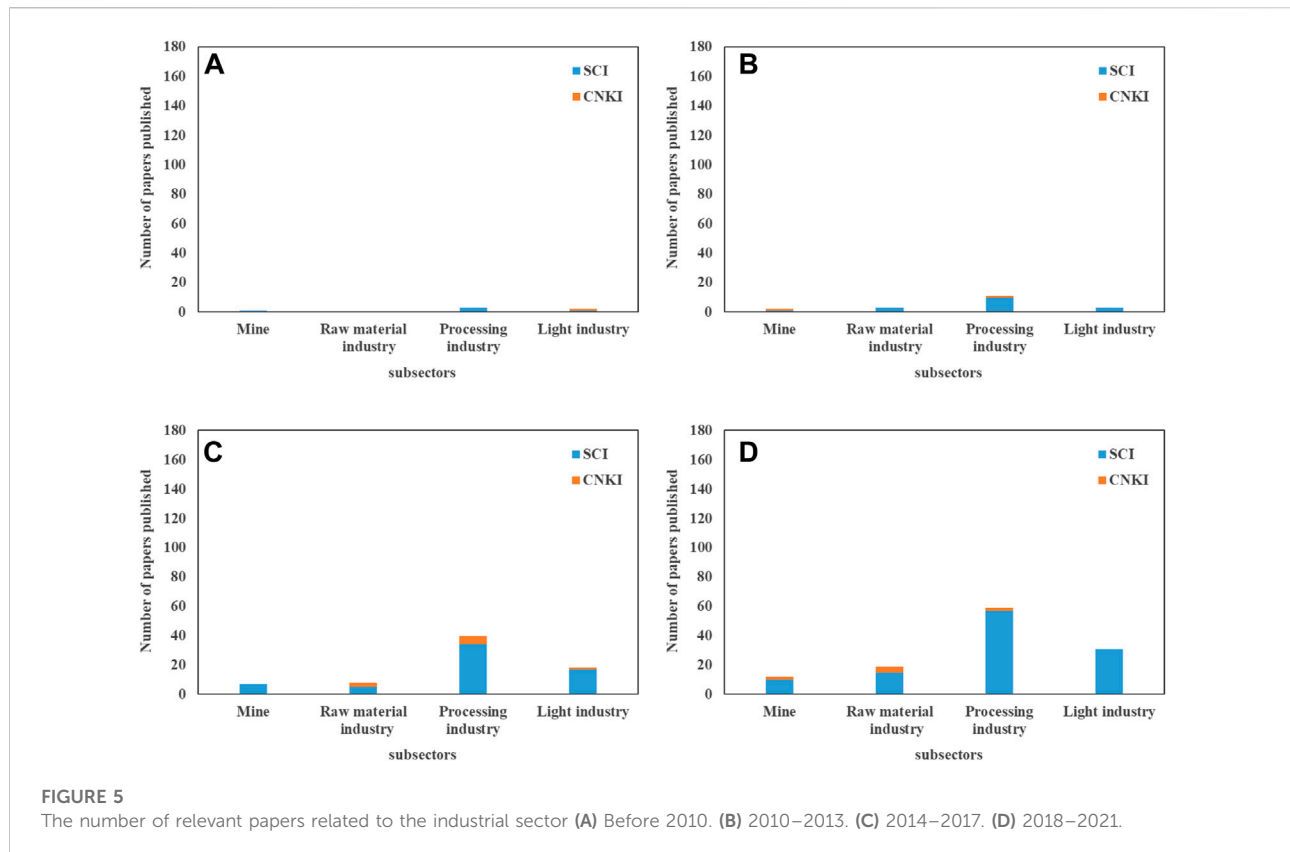 A
Number of papers published
180
160
140
120
100
80
60
40
20
0
SCI
CNKI
Mine
Raw material
industry
Processing
industry
Light industry
subsectors
B
Number of papers published
180
160
140
120
100
80
60
40
20
0
SCI
CNKI
Mine
Raw material
industry
Processing
industry
Light industry
subsectors
C
Number of papers published
180
160
140
120
100
80
60
40
20
0
SCI
CNKI
Mine
Raw material
industry
Processing
industry
Light industry
subsectors
D
Number of papers published
180
160
140
120
100
80
60
40
20
0
SCI
CNKI
Mine
Raw material
industry
Processing
industry
Light industry
subsectors
FIGURE 5
The number of relevant papers related to the industrial sector (A) Before 2010. (B) 2010–2013. (C) 2014–2017. (D) 2018–2021.